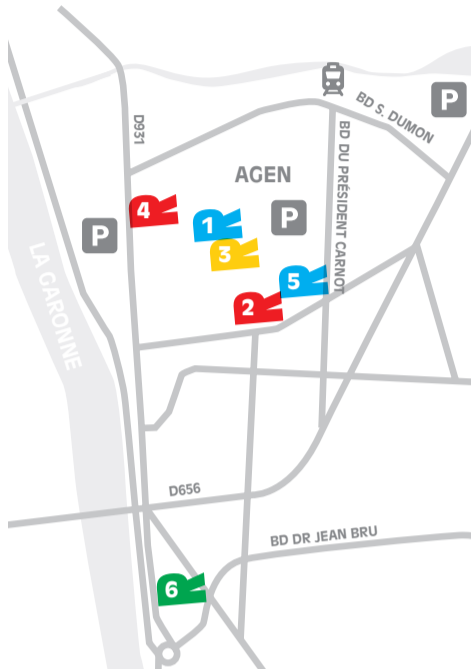 P
BD S. DUMON
D931
BD DU PRÉSIDENT CARNOT
AGEN
4
1
P
P
3
LA GARONNE
5
2
D656
BD DR JEAN BRU
6